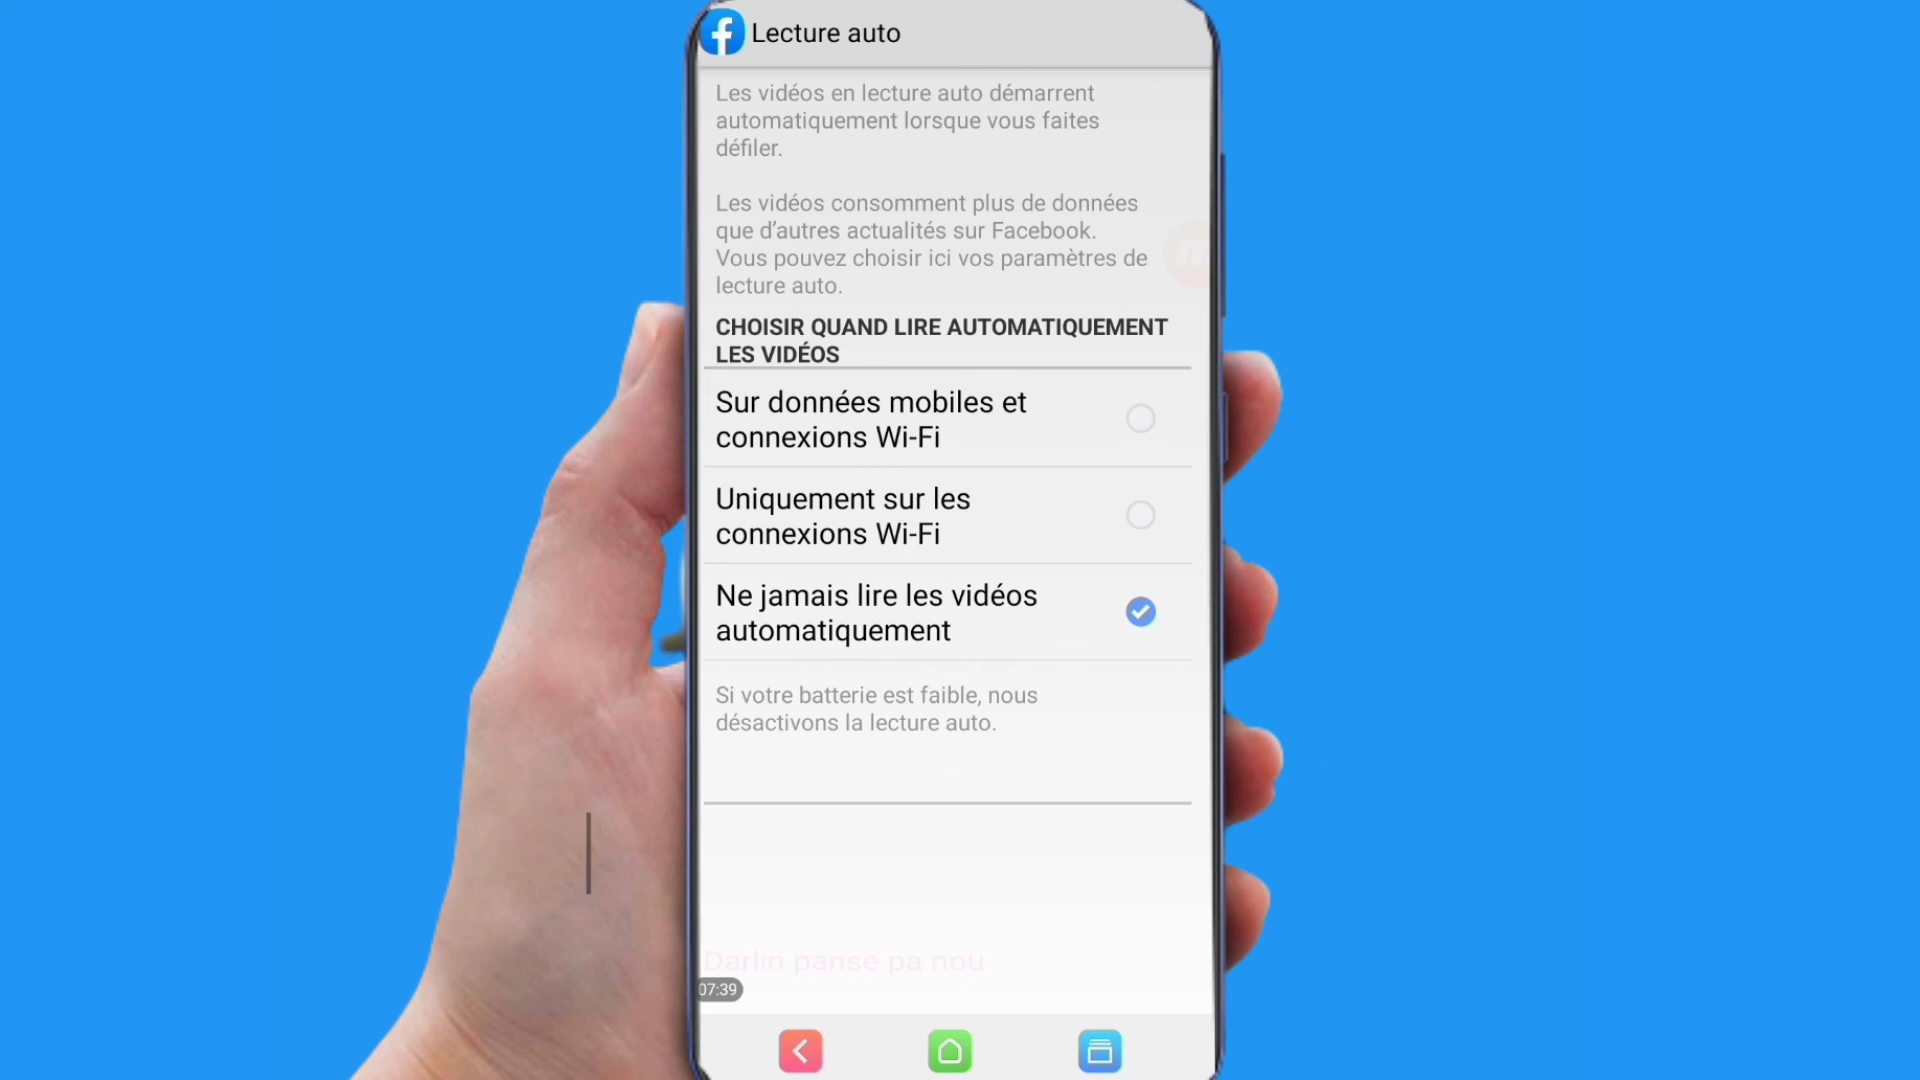 Lecture auto
Les vidéos en lecture auto démarrent
automatiquement lorsque vous faites
défiler.
Les vidéos consomment plus de données
que d’autres actualités sur Facebook.
Vous pouvez choisir ici vos paramètres de
lecture auto.
CHOISIR QUAND LIRE AUTOMATIQUEMENT
LES VIDÉOS
Sur données mobiles et
connexions Wi-Fi
Uniquement sur les
connexions Wi-Fi
Ne jamais lire les vidéos
automatiquement
Si votre batterie est faible, nous
désactivons la lecture auto.
Darlin panse pa nou
07:39